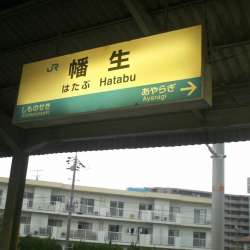 JR 幡生
はたぶ Hatabu
しものせき あやらぎ →
Shimonoseki Ayaragi